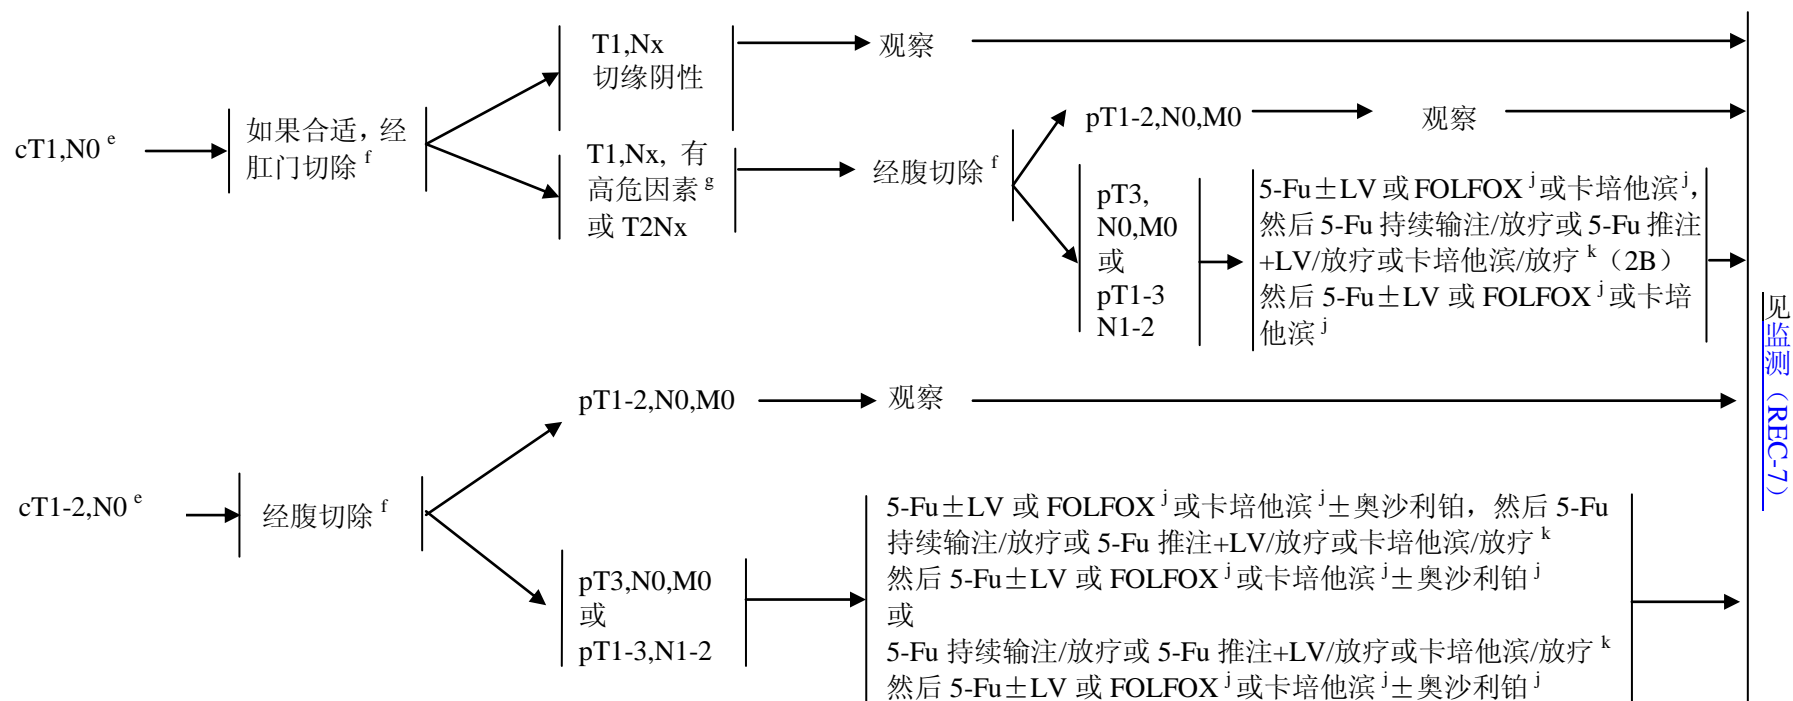 T1,Nx
切缘阴性
观察
cT1,N0 e
如果合适，经
肛门切除 f
T1,Nx, 有
高危因素 g
或 T2Nx
经腹切除 f
pT1-2,N0,M0
观察
pT3,
N0,M0
或
pT1-3
N1-2
5-Fu±LV 或 FOLFOX j 或卡培他滨 j，
然后 5-Fu 持续输注/放疗或 5-Fu 推注
+LV/放疗或卡培他滨/放疗 k（2B）
然后 5-Fu±LV 或 FOLFOX j 或卡培
他滨 j
见监测（REC-7）
cT1-2,N0 e
经腹切除 f
pT1-2,N0,M0
观察
pT3,N0,M0
或
pT1-3,N1-2
5-Fu±LV 或 FOLFOX j 或卡培他滨 j±奥沙利铂，然后 5-Fu
持续输注/放疗或 5-Fu 推注+LV/放疗或卡培他滨/放疗 k
然后 5-Fu±LV 或 FOLFOX j 或卡培他滨 j±奥沙利铂 j
或
5-Fu 持续输注/放疗或 5-Fu 推注+LV/放疗或卡培他滨/放疗 k
然后 5-Fu±LV 或 FOLFOX j 或卡培他滨 j±奥沙利铂 j